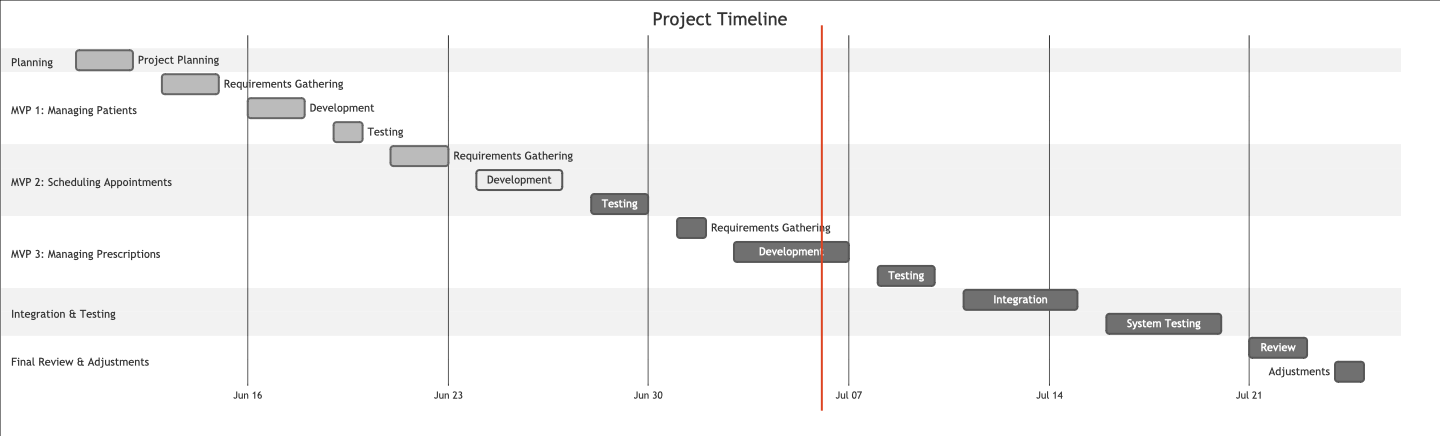 Project Timeline
Planning
Project Planning
MVP 1: Managing Patients
Requirements Gathering
Development
Testing
MVP 2: Scheduling Appointments
Requirements Gathering
Development
Testing
MVP 3: Managing Prescriptions
Requirements Gathering
Development
Testing
Integration & Testing
Integration
System Testing
Final Review & Adjustments
Review
Adjustments
Jun 16
Jun 23
Jun 30
Jul 07
Jul 14
Jul 21